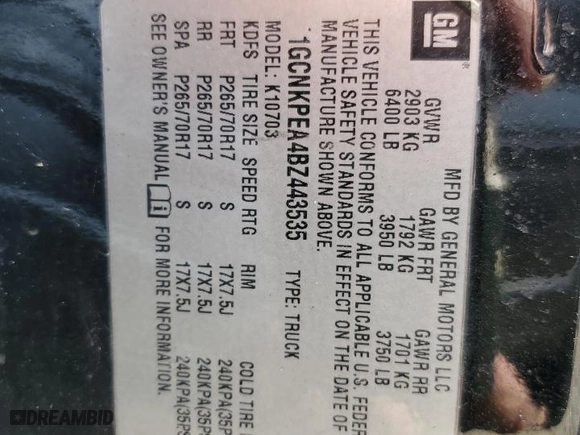 GM ®
MFD BY GENERAL MOTORS LLC
GVWR GAWR FRT GAWR RR
2903 KG 1792 KG 1701 KG
6400 LB 3950 LB 3750 LB
THIS VEHICLE CONFORMS TO ALL APPLICABLE U.S. FEDER
VEHICLE SAFETY STANDARDS IN EFFECT ON THE DATE OF
MANUFACTURE SHOWN ABOVE.
1GCNKPEA4BZ443535 TYPE: TRUCK
MODEL: K10703
KDFS TIRE SIZE SPEED RTG RIM COLD TIRE
FRT P265/70R17 S 17X7.5J 240KPA(35P
RR P265/70R17 S 17X7.5J 240KPA(35P
SPA P265/70R17 S 17X7.5J 240KPA(35PS
SEE OWNER'S MANUAL i FOR MORE INFORMATION.
DREAMBID